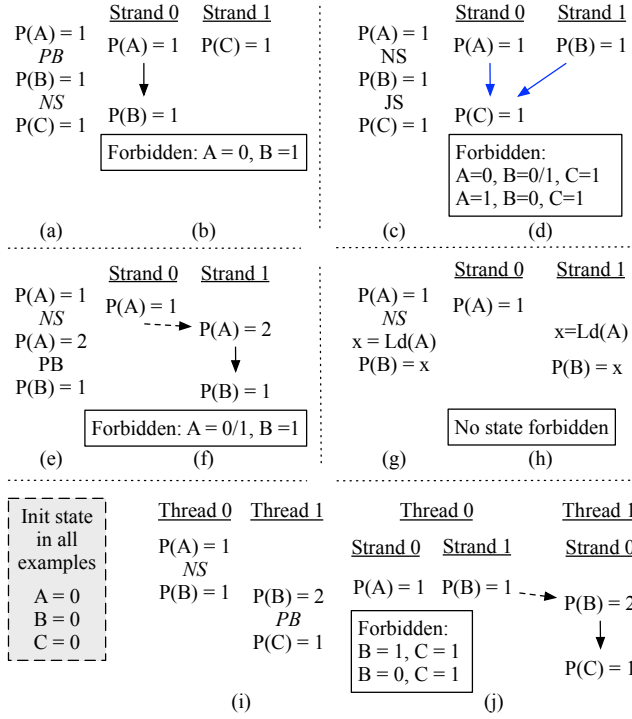 P(A) = 1
PB
P(B) = 1
NS
P(C) = 1
(a)
Strand 0 Strand 1
P(A) = 1 P(C) = 1
P(B) = 1
Forbidden: A = 0, B =1
(b)
P(A) = 1
NS
P(B) = 1
JS
P(C) = 1
(c)
Strand 0 Strand 1
P(A) = 1 P(B) = 1
P(C) = 1
Forbidden:
A=0, B=0/1, C=1
A=1, B=0, C=1
(d)
P(A) = 1
NS
P(A) = 2
PB
P(B) = 1
(e)
Strand 0 Strand 1
P(A) = 1
P(A) = 2
P(B) = 1
Forbidden: A = 0/1, B =1
(f)
P(A) = 1
NS
x = Ld(A)
P(B) = x
(g)
Strand 0 Strand 1
P(A) = 1
x=Ld(A)
P(B) = x
No state forbidden
(h)
Init state
in all
examples
A = 0
B = 0
C = 0
Thread 0 Thread 1
P(A) = 1
NS
P(B) = 1 P(B) = 2
PB
P(C) = 1
(i)
Thread 0 Thread 1
Strand 0 Strand 1 Strand 0
P(A) = 1 P(B) = 1
P(B) = 2
Forbidden:
B = 1, C = 1
B = 0, C = 1
P(C) = 1
(j)